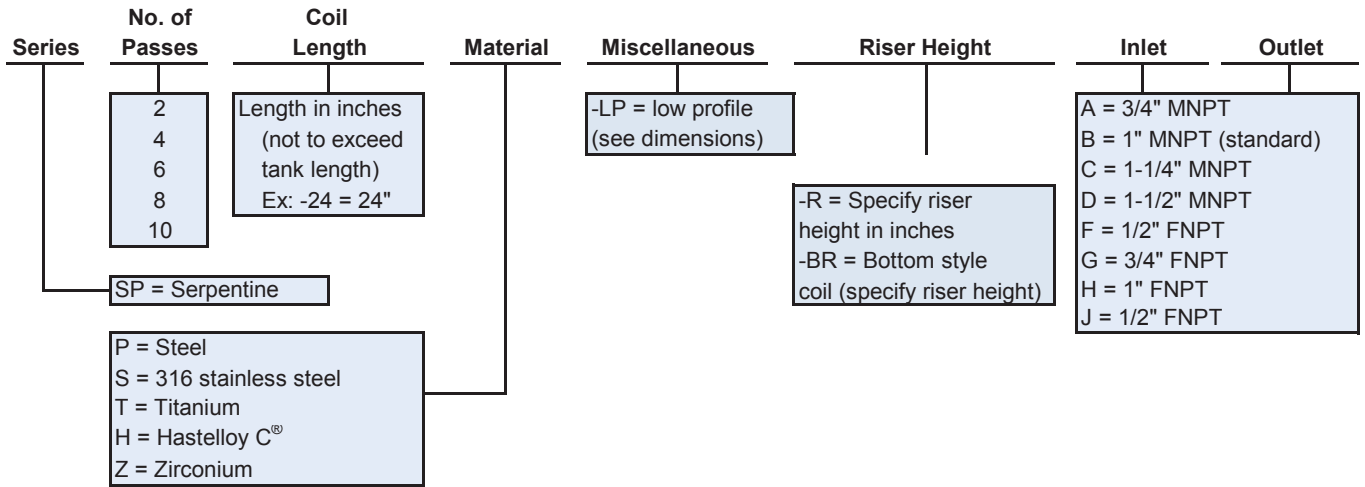 No. of
Passes
Coil
Length
Series
Material
Miscellaneous
Riser Height
Inlet
Outlet
2
4
6
8
10
Length in inches
(not to exceed
tank length)
Ex: -24 = 24"
-LP = low profile
(see dimensions)
-R = Specify riser
height in inches
-BR = Bottom style
coil (specify riser height)
A = 3/4" MNPT
B = 1" MNPT (standard)
C = 1-1/4" MNPT
D = 1-1/2" MNPT
F = 1/2" FNPT
G = 3/4" FNPT
H = 1" FNPT
J = 1/2" FNPT
SP = Serpentine
P = Steel
S = 316 stainless steel
T = Titanium
H = Hastelloy C®
Z = Zirconium